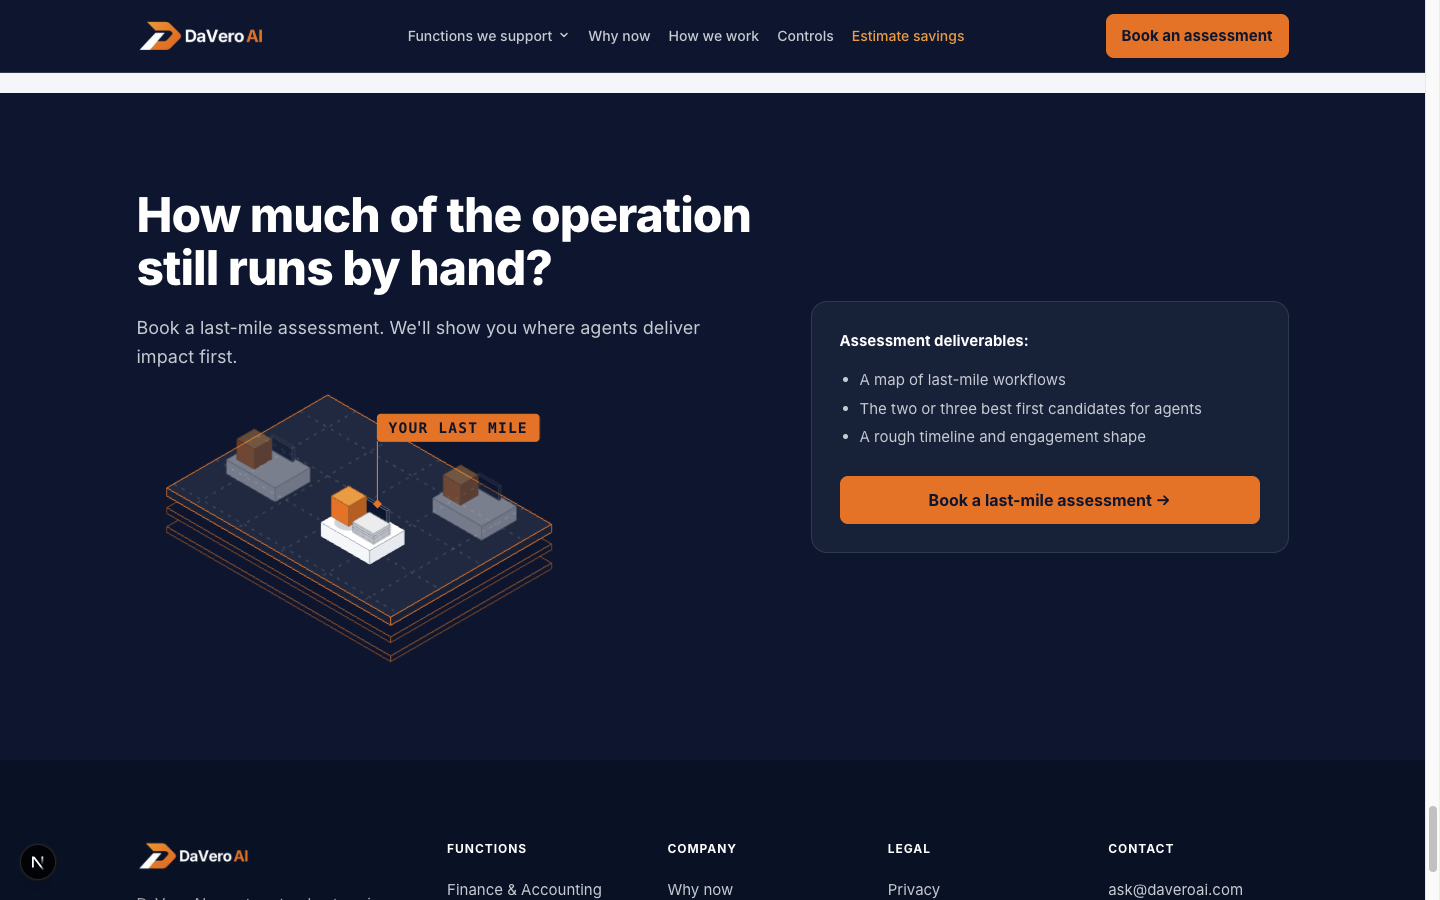 DaVero AI
Functions we support
Why now
How we work
Controls
Estimate savings
Book an assessment
How much of the operation
still runs by hand?
Book a last-mile assessment. We'll show you where agents deliver
impact first.
YOUR LAST MILE
Assessment deliverables:
• A map of last-mile workflows
• The two or three best first candidates for agents
• A rough timeline and engagement shape
Book a last-mile assessment →
DaVero AI
FUNCTIONS
Finance & Accounting
COMPANY
Why now
LEGAL
Privacy
CONTACT
ask@daveroai.com
N